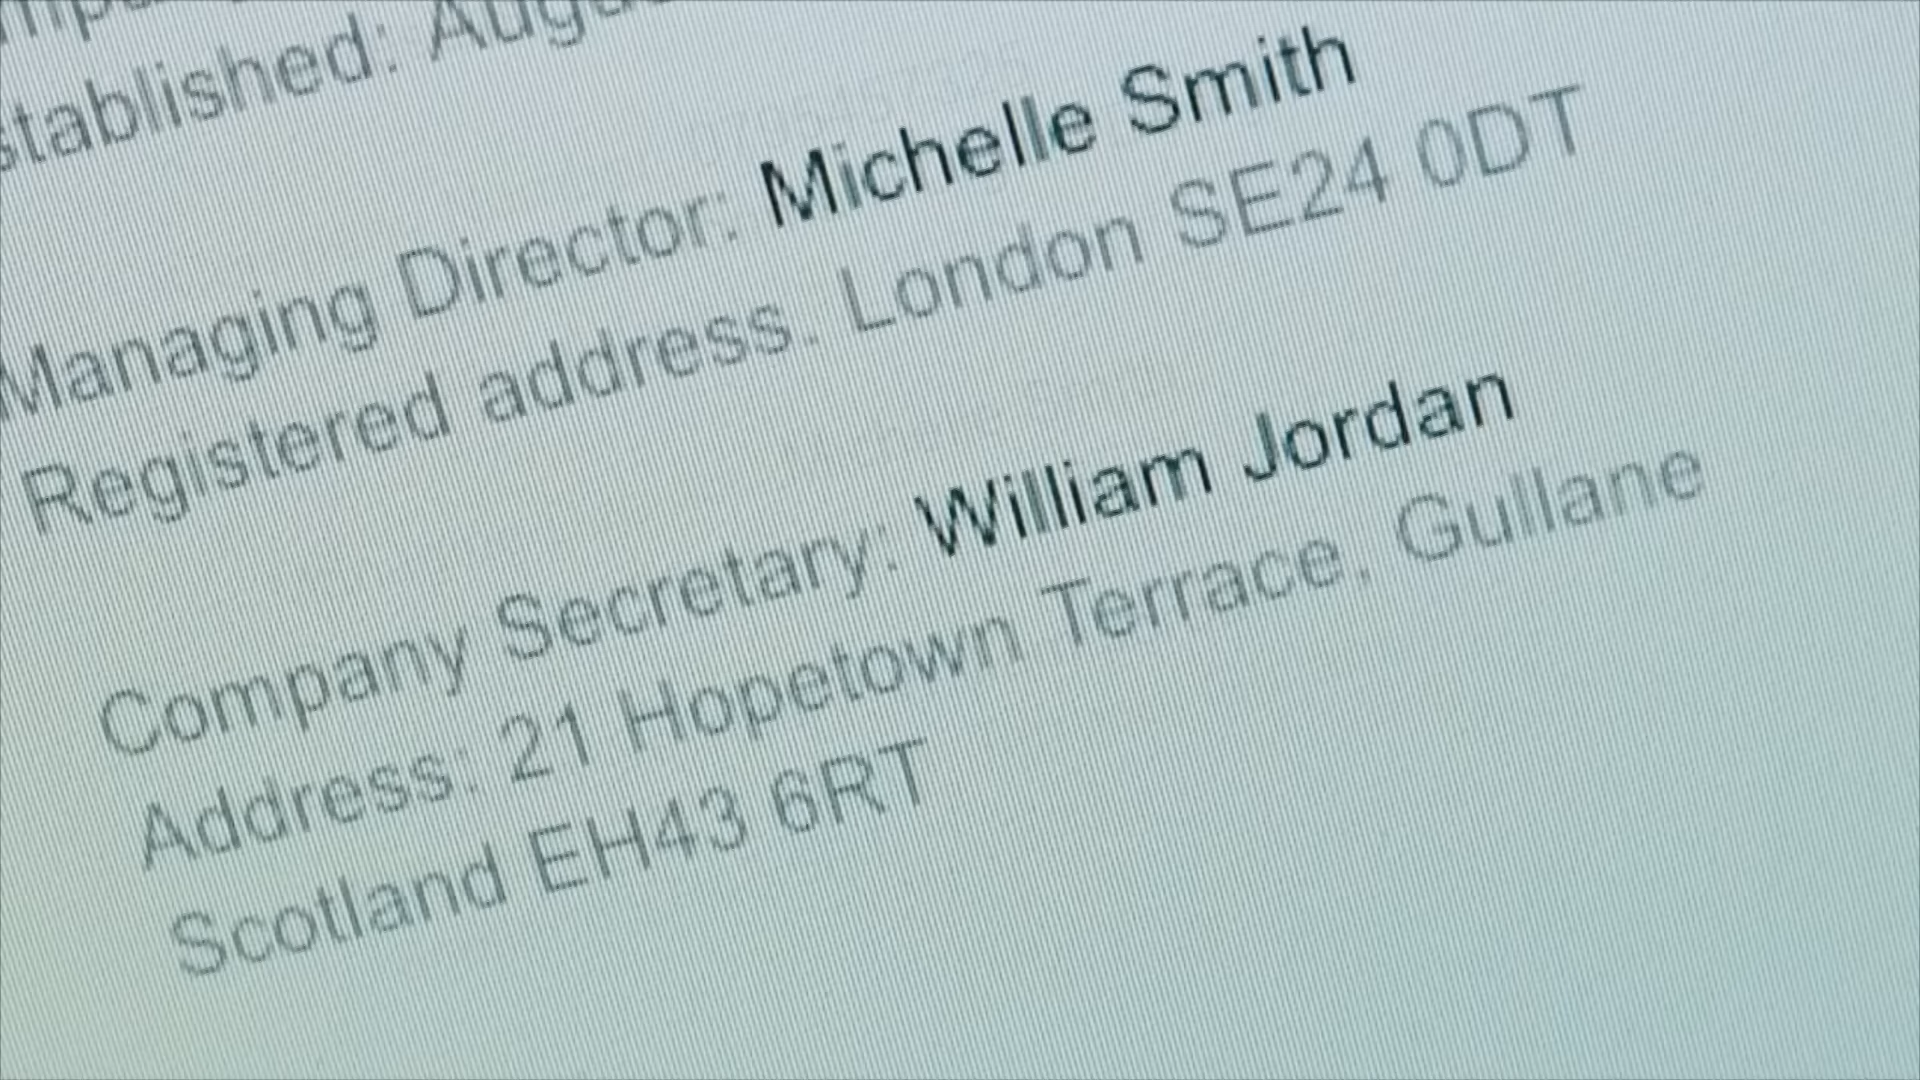 stablished: Augu
Managing Director: Michelle Smith
Registered address. London SE24 0DT
Company Secretary: William Jordan
Address: 21 Hopetown Terrace, Gullane
Scotland EH43 6RT